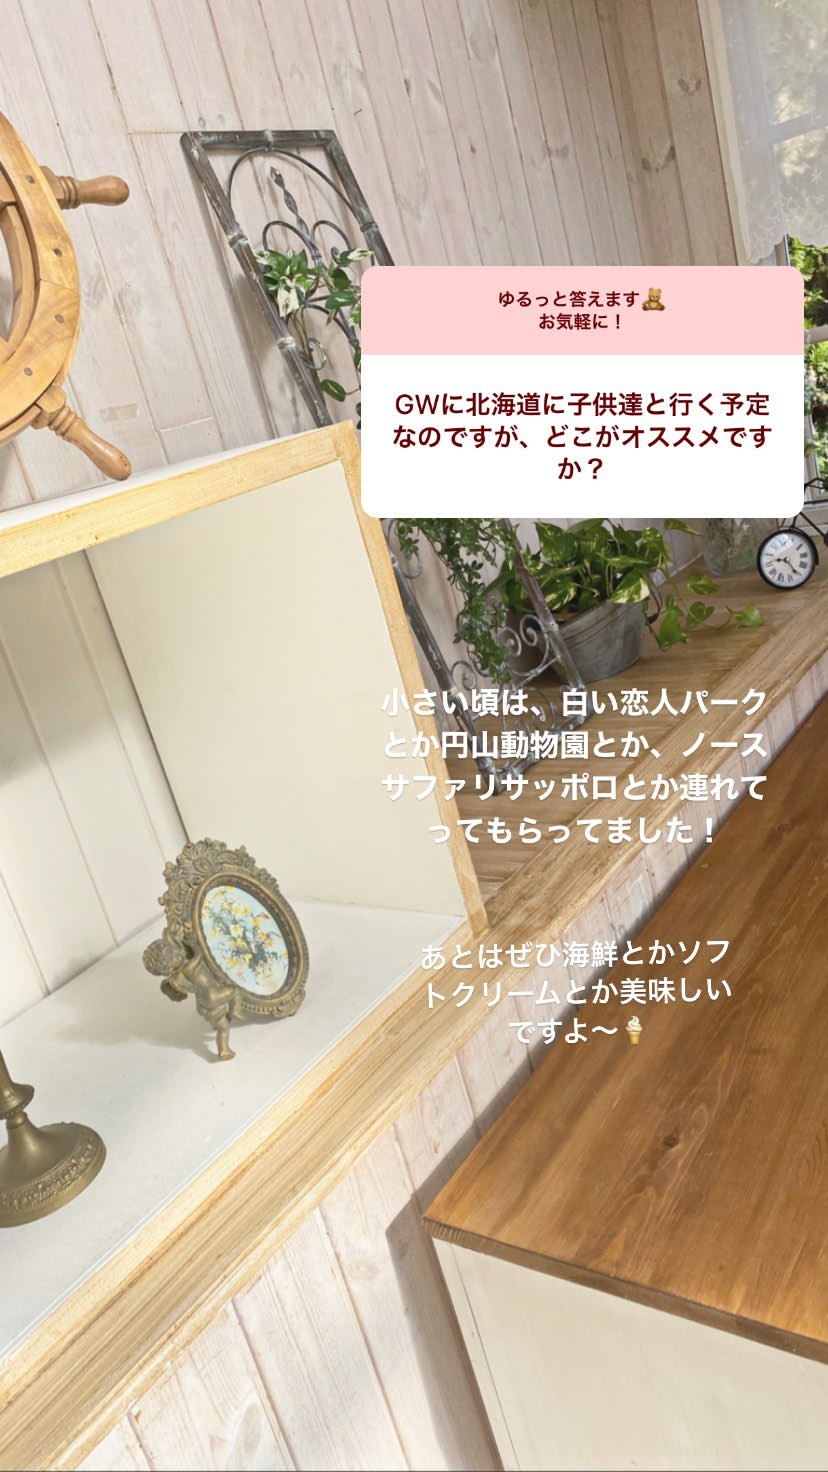 ゆるっと答えます🧸
お気軽に！
GWに北海道に子供達と行く予定
なのですが、どこがオススメです
か？
小さい頃は、白い恋人パーク
とか円山動物園とか、ノース
サファリサッポロとか連れて
ってもらってました！
あとはぜひ海鮮とかソフ
トクリームとか美味しい
ですよ〜🍦